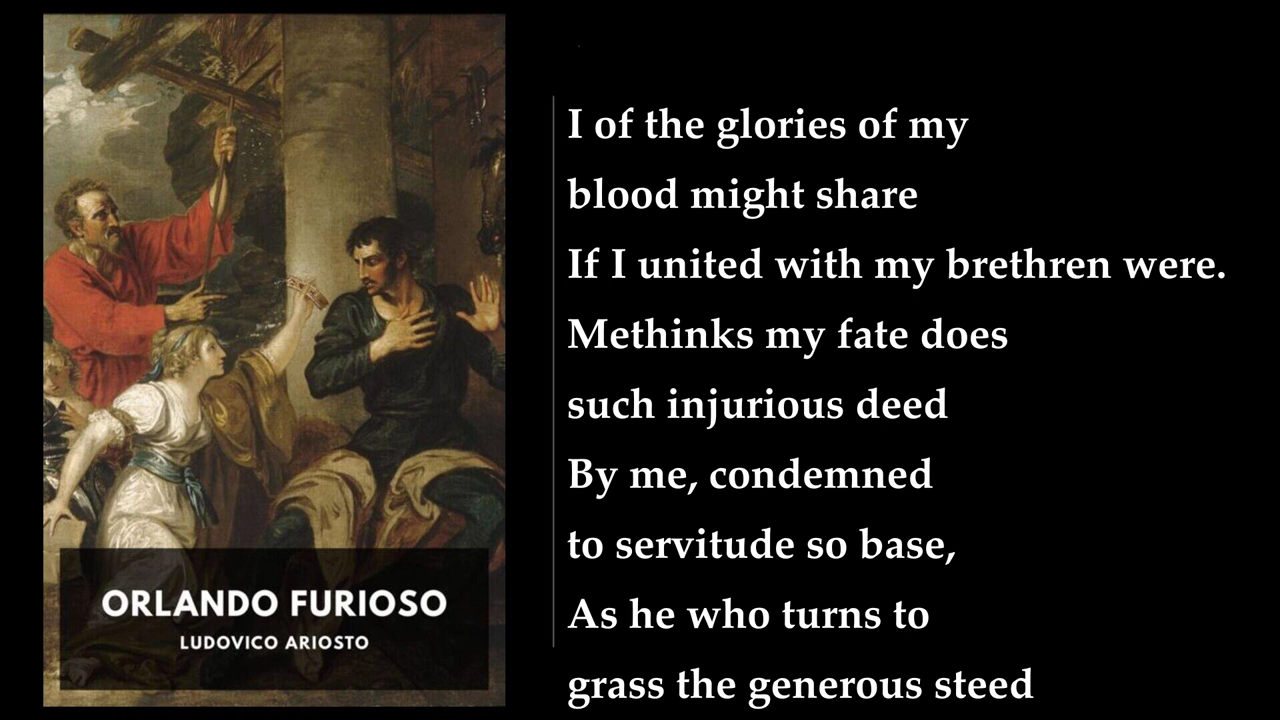 ORLANDO FURIOSO
LUDOVICO ARIOSTO
I of the glories of my
blood might share
If I united with my brethren were.
Methinks my fate does
such injurious deed
By me, condemned
to servitude so base,
As he who turns to
grass the generous steed